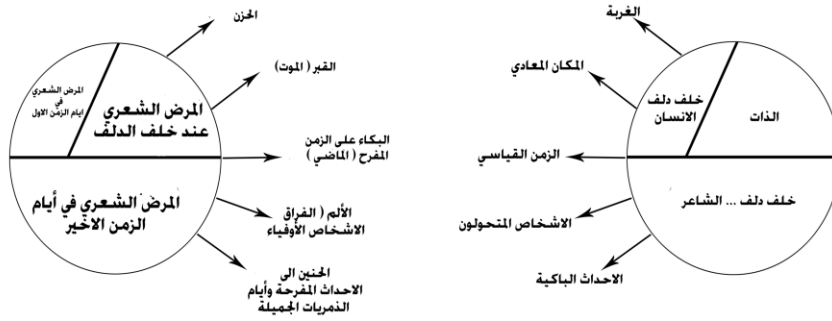 الغربة
المكان المعادي
الزمن القياسي
الاشخاص المتحولون
الاحداث الباكية
خلف دلف
الانسان
الذات
خلف دلف ... الشاعر
الحزن
القبر ( الموت)
البكاء على الزمن
المفرح ( الماضي )
الألم ( الفراق
الاشخاص الأوفياء
الحنين الى
الاحداث المفرحة وأيام
الذمريات الجميلة
المرض الشعري
عند خلف الدلف
المرض الشعري
في
ايام الزمن الاول
المرض الشعري في أيام
الزمن الاخير